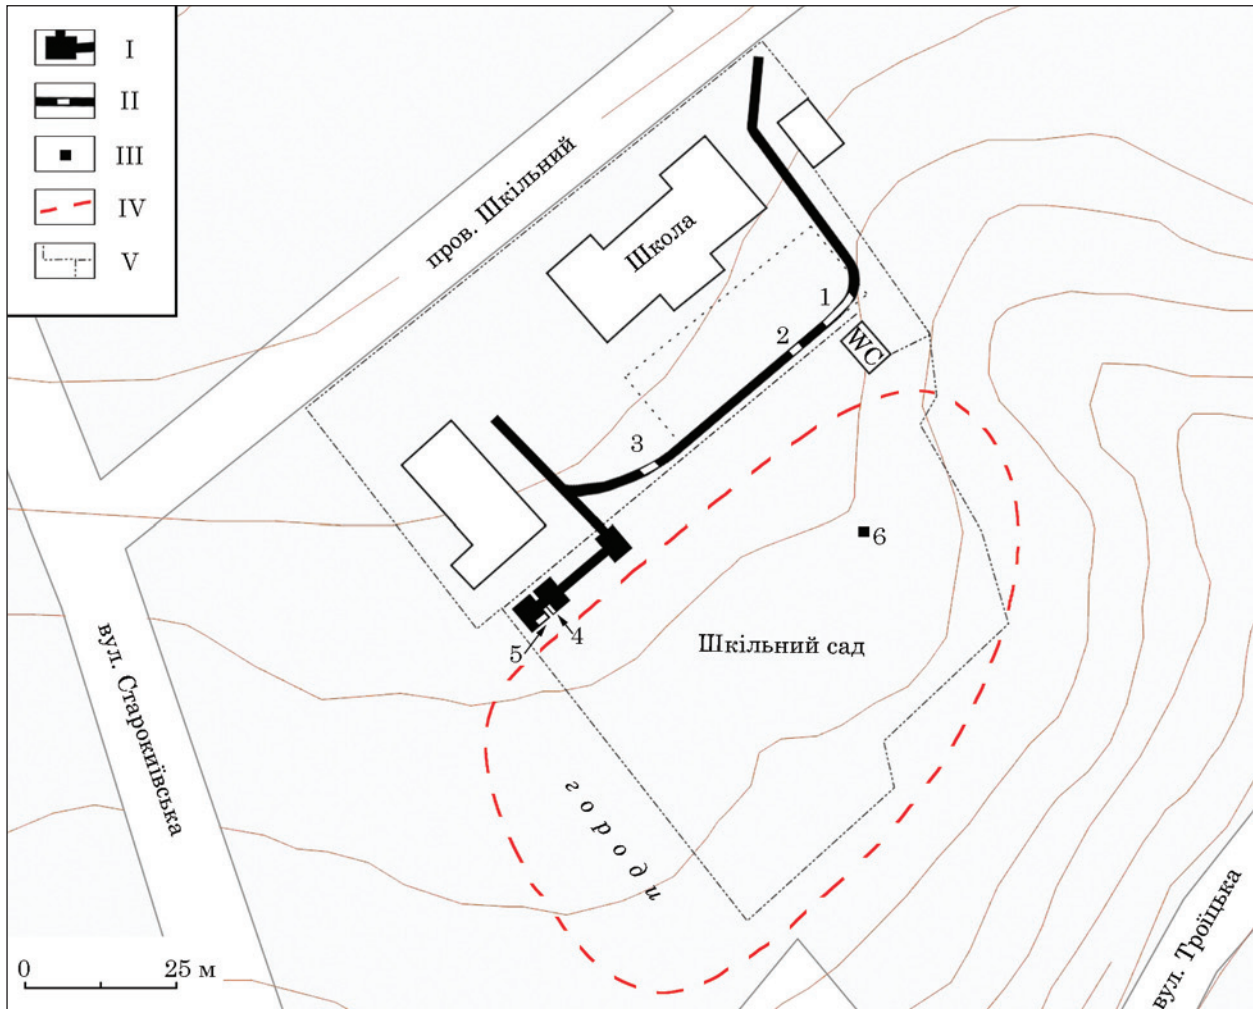 I
II
III
IV
V
пров. Шкільний
Школа
1
2
WC
3
6
4
5
Шкільний сад
вул. Старокиївська
городи
вул. Троїцька
0 25 м